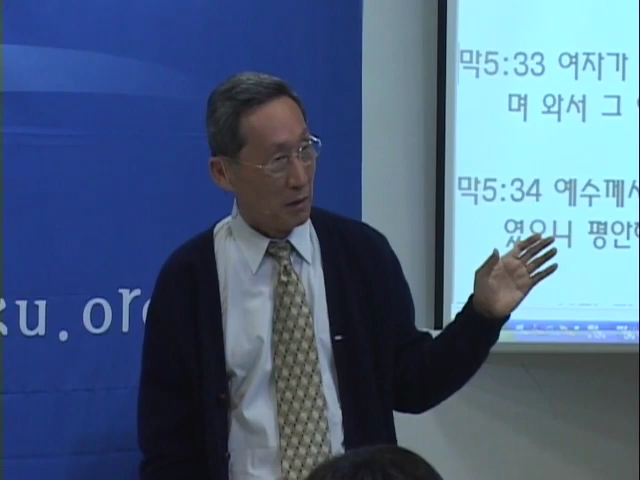 막5:33 여자가
며 와서 그
막5:34 예수께서
였으니 평안
u.or